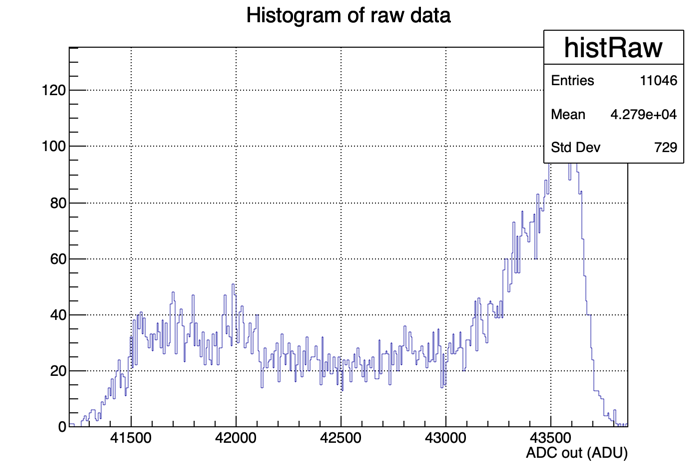 Histogram of raw data
histRaw
Entries 11046
Mean 4.279e+04
Std Dev 729
120
100
80
60
40
20
0
41500 42000 42500 43000 43500
ADC out (ADU)